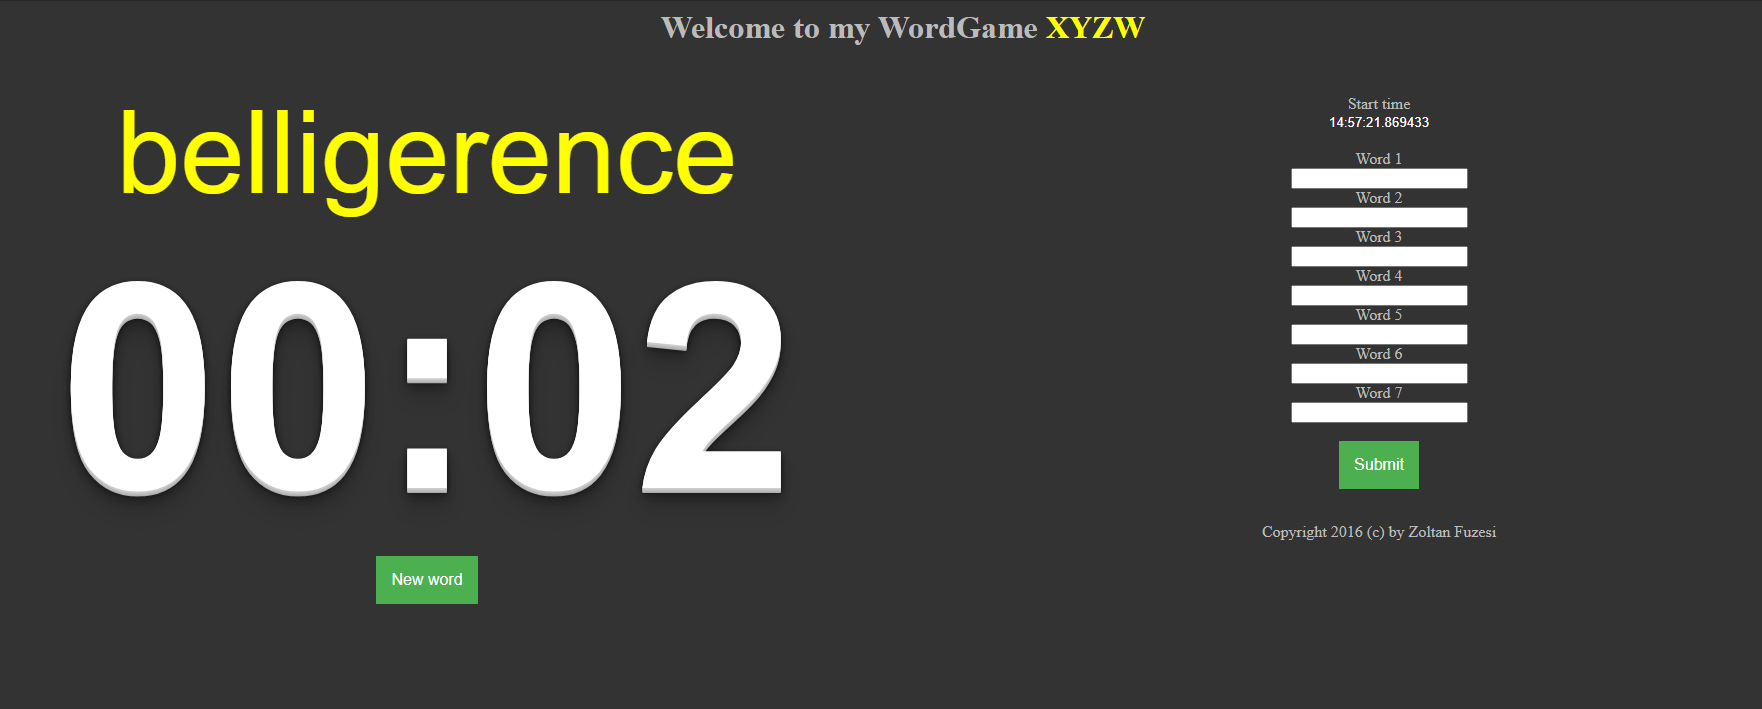 Welcome to my WordGame XYZW
belligerence
00:02
New word
Start time
14:57:21.869433
Word 1
Word 2
Word 3
Word 4
Word 5
Word 6
Word 7
Submit
Copyright 2016 (c) by Zoltan Fuzesi